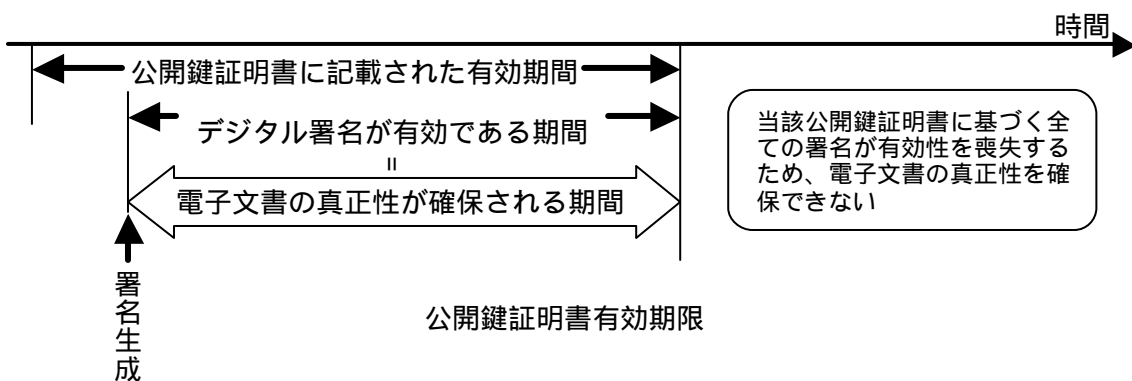 時間
公開鍵証明書に記載された有効期間
デジタル署名が有効である期間
=
電子文書の真正性が確保される期間
当該公開鍵証明書に基づく全
ての署名が有効性を喪失する
ため、電子文書の真正性を確
保できない
署名生成
公開鍵証明書有効期限